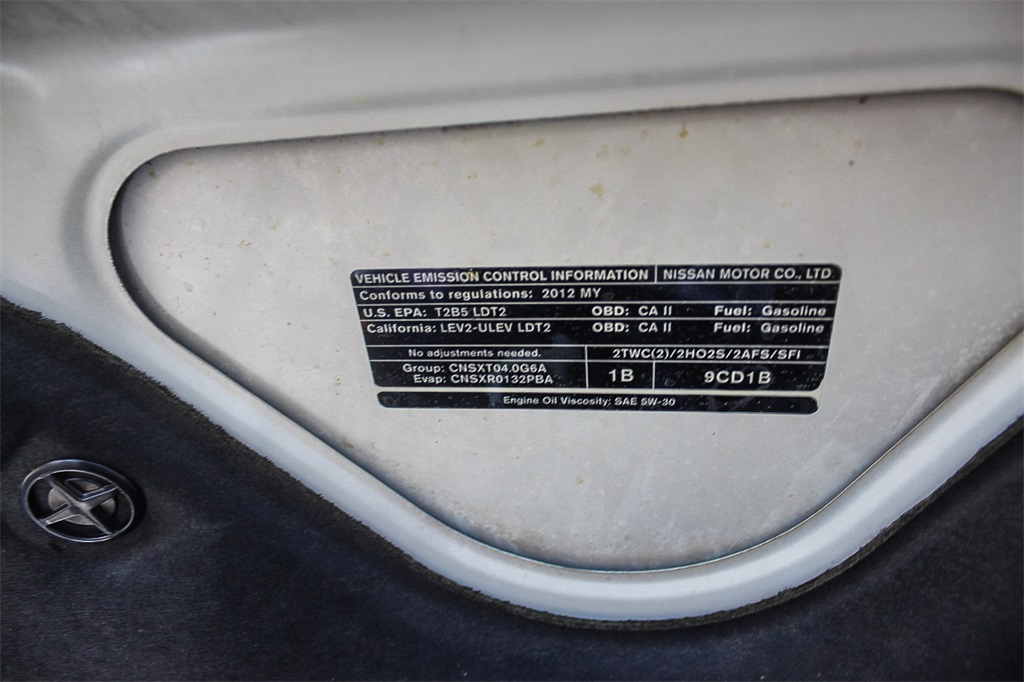 VEHICLE EMISSION CONTROL INFORMATION NISSAN MOTOR CO., LTD
Conforms to regulations: 2012 MY
U.S. EPA: T2B5 LDT2 OBD: CA II Fuel: Gasoline
California: LEV2-ULEV LDT2 OBD: CA II Fuel: Gasoline
No adjustments needed. 2TWC(2)/2HO2S/2AFS/SFI
Group: CNSXT04.0G6A
Evap: CNSXR0132PBA
1B 9CD1B
Engine Oil Viscosity: SAE 5W-30